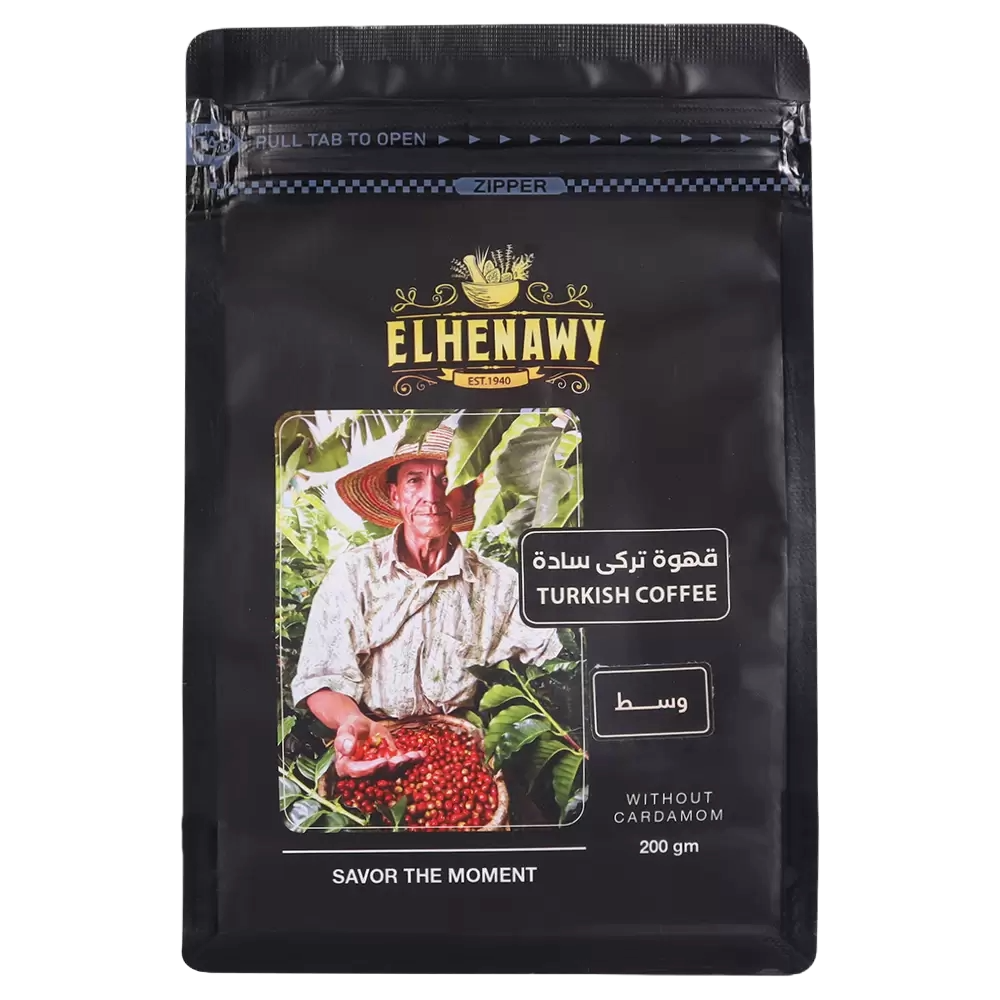 TAB PULL TAB TO OPEN
ZIPPER
ELHENAWY
EST.1940
قهوة تركى سادة
TURKISH COFFEE
وسط
WITHOUT
CARDAMOM
200 gm
SAVOR THE MOMENT